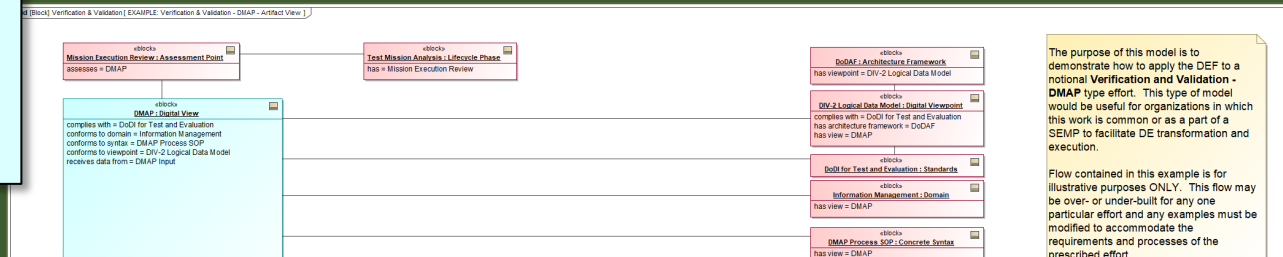 [Block] Verification & Validation [ EXAMPLE: Verification & Validation - DMAP - Artifact View ]
«block»
Mission Execution Review : Assessment Point
assesses = DMAP
«block»
Test Mission Analysis : Lifecycle Phase
has = Mission Execution Review
«block»
DMAP : Digital View
complies with = DoDI for Test and Evaluation
conforms to domain = Information Management
conforms to syntax = DMAP Process SOP
conforms to viewpoint = DIV-2 Logical Data Model
receives data from = DMAP Input
«block»
DoDAF : Architecture Framework
has viewpoint = DIV-2 Logical Data Model
«block»
DIV-2 Logical Data Model : Digital Viewpoint
complies with = DoDI for Test and Evaluation
has architecture framework = DoDAF
has view = DMAP
«block»
DoDI for Test and Evaluation : Standards
«block»
Information Management : Domain
has view = DMAP
«block»
DMAP Process SOP : Concrete Syntax
has view = DMAP
The purpose of this model is to
demonstrate how to apply the DEF to a
notional Verification and Validation -
DMAP type effort. This type of model
would be useful for organizations in which
this work is common or as a part of a
SEMP to facilitate DE transformation and
execution.
Flow contained in this example is for
illustrative purposes ONLY. This flow may
be over- or under-built for any one
particular effort and any examples must be
modified to accommodate the
requirements and processes of the
prescribed effort